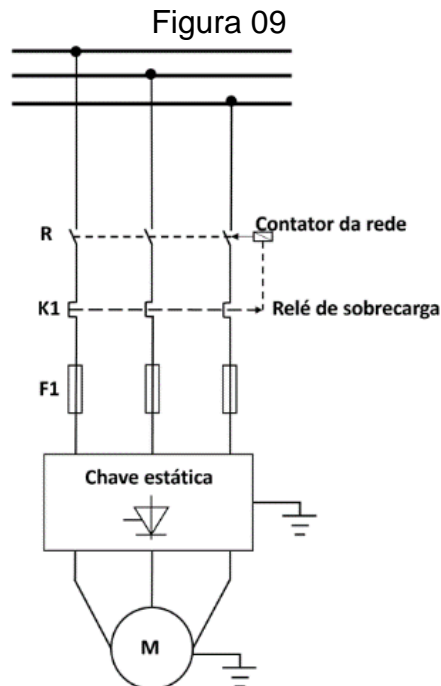 Figura 09
R
Contator da rede
K1
Relé de sobrecarga
F1
Chave estática
M